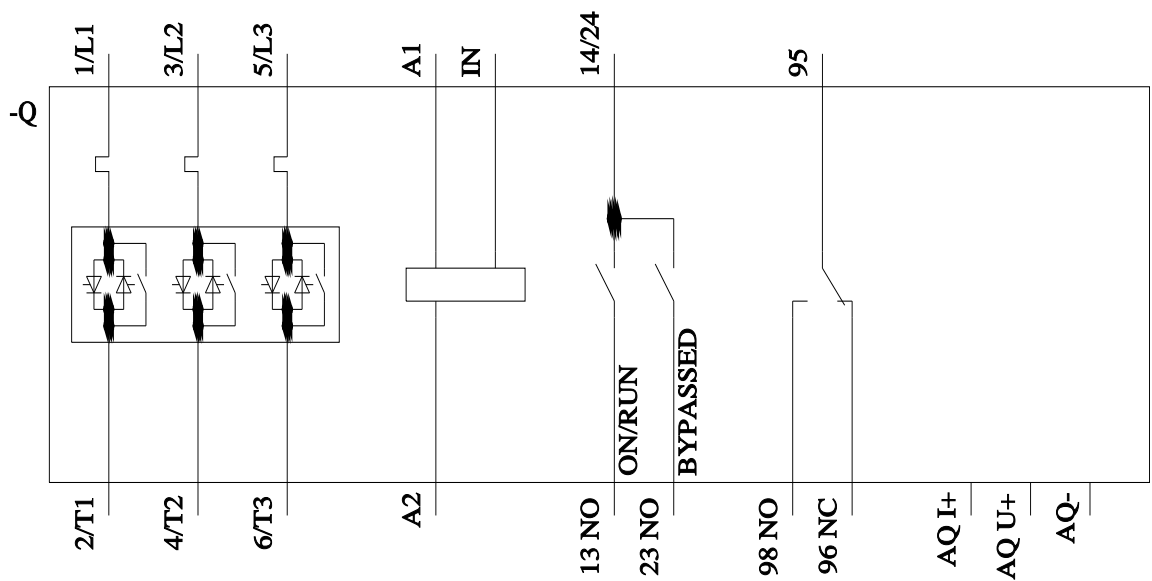 1/L1
3/L2
5/L3
A1
IN
14/24
95
-Q
ON/RUN
BYPASSED
2/T1
4/T2
6/T3
A2
13 NO
23 NO
98 NO
96 NC
AQ I+
AQ U+
AQ-